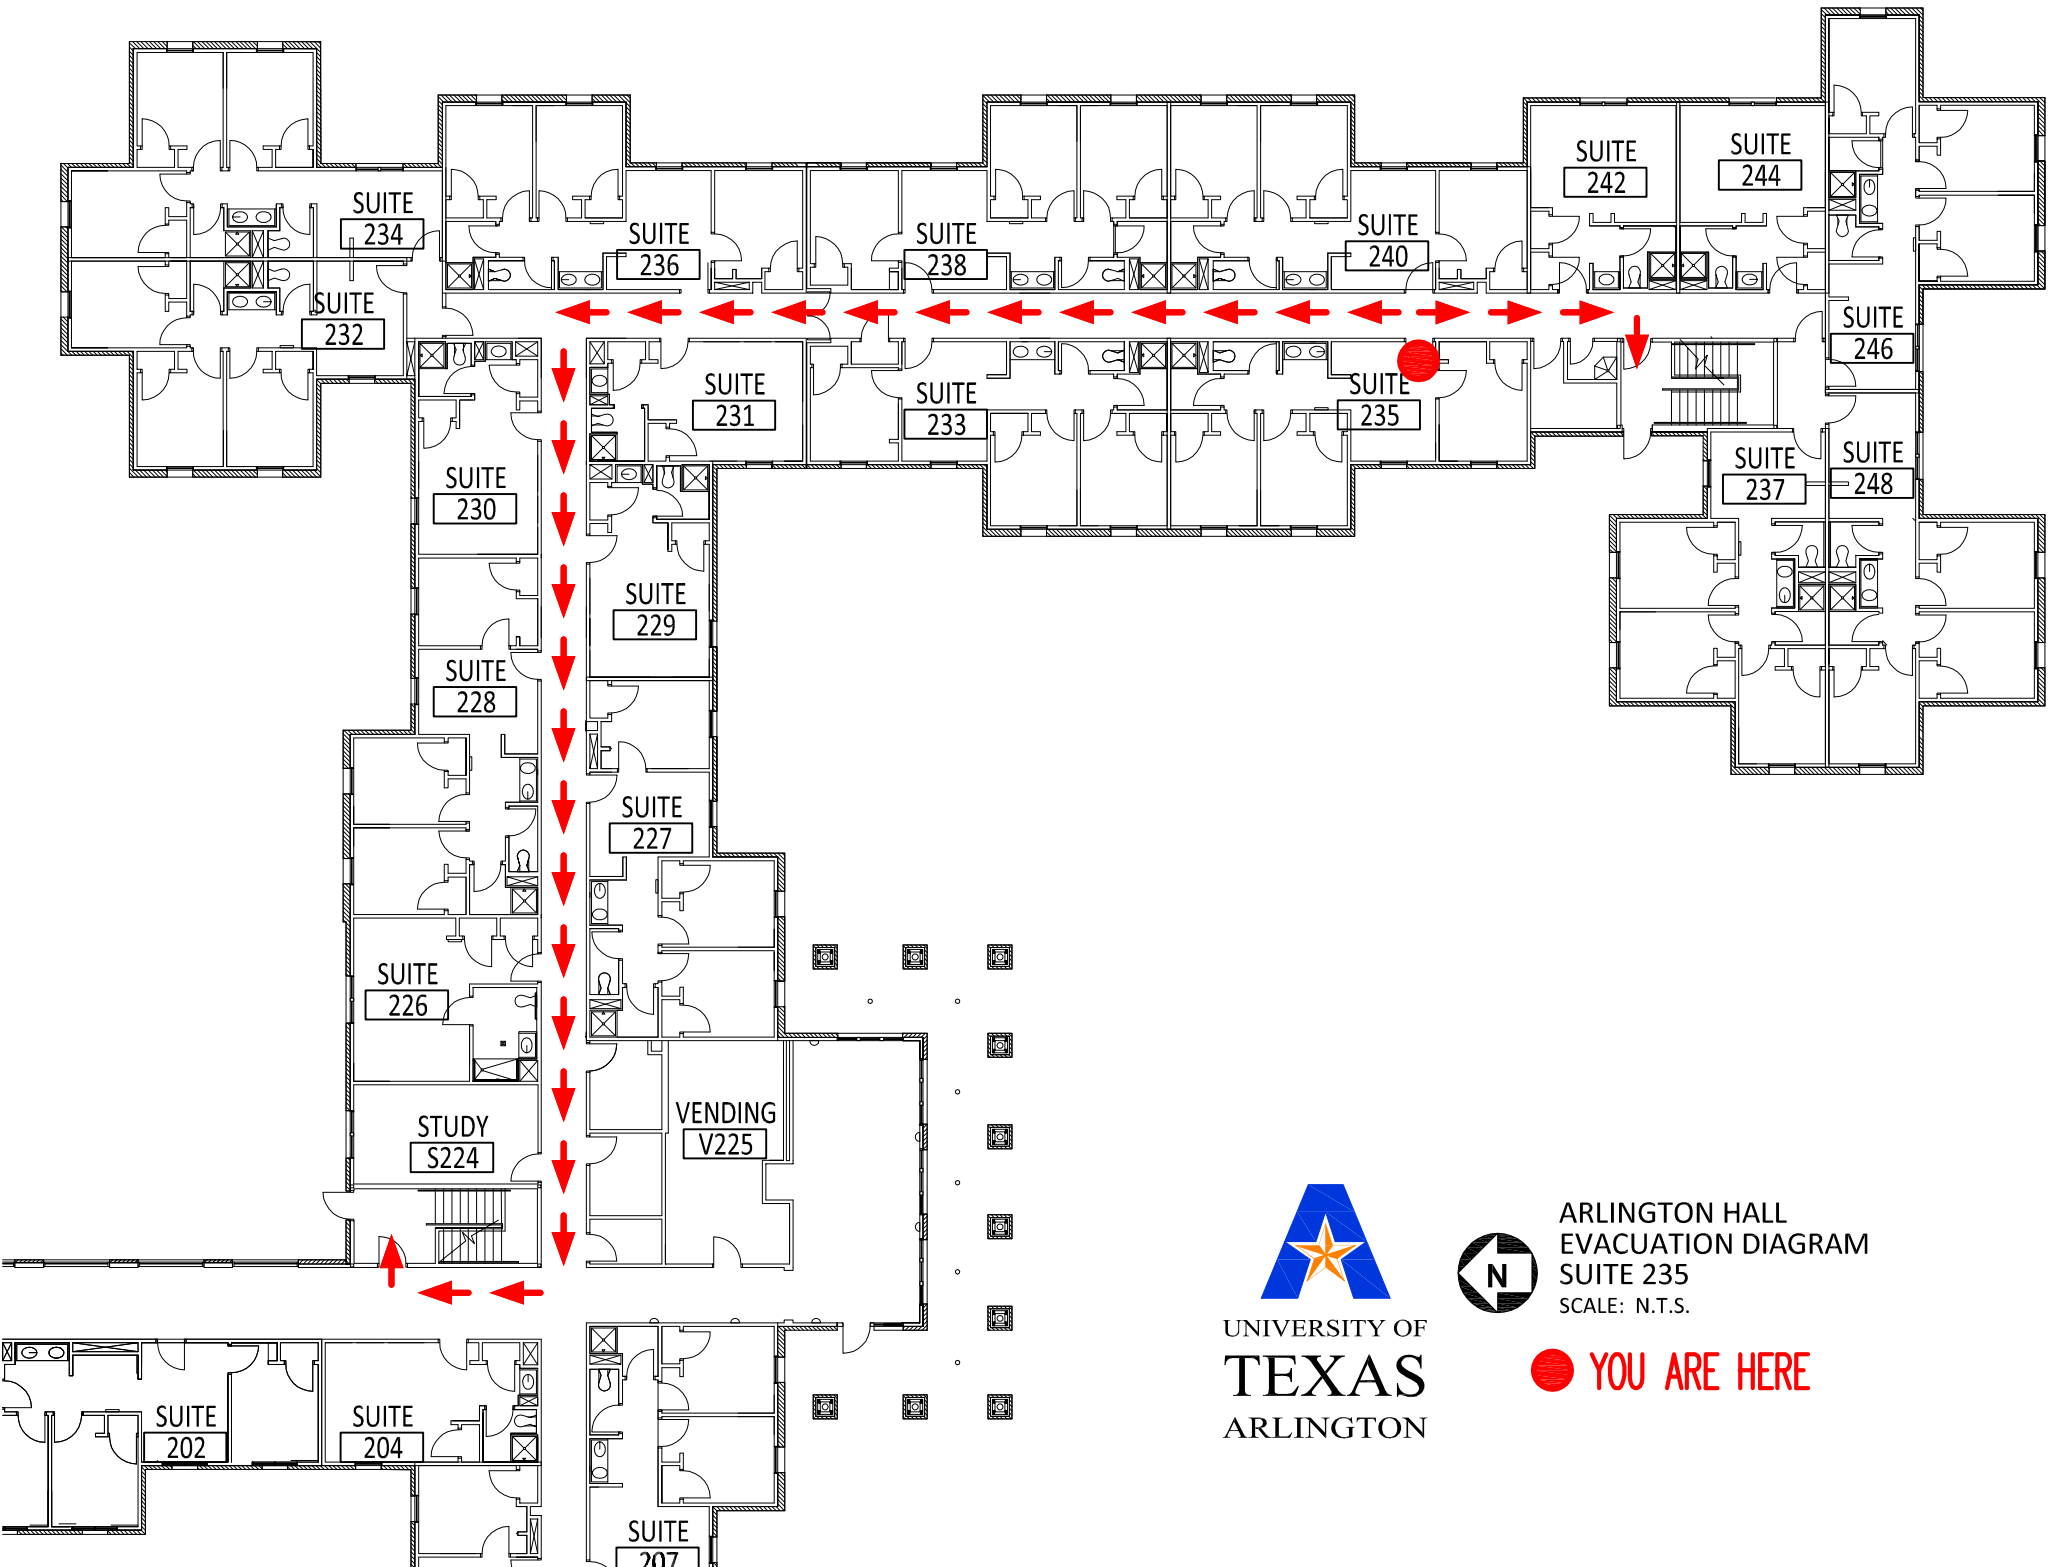 SUITE
234
SUITE
232
SUITE
236
SUITE
238
SUITE
240
SUITE
242
SUITE
244
SUITE
246
SUITE
231
SUITE
233
SUITE
235
SUITE
237
SUITE
248
SUITE
230
SUITE
229
SUITE
228
SUITE
227
SUITE
226
STUDY
S224
VENDING
V225
SUITE
202
SUITE
204
SUITE
207
UNIVERSITY OF
TEXAS
ARLINGTON
N
ARLINGTON HALL
EVACUATION DIAGRAM
SUITE 235
SCALE: N.T.S.
YOU ARE HERE